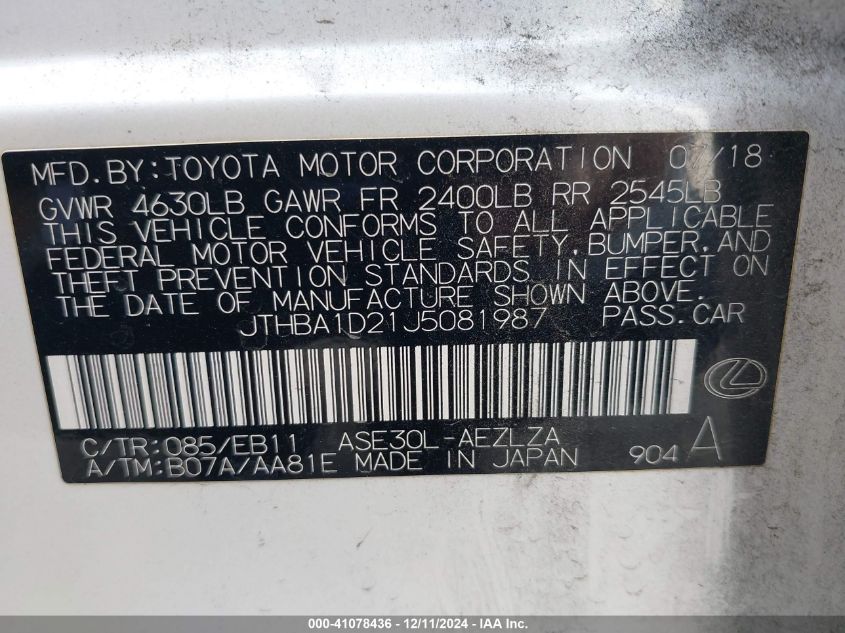 MFD. BY: TOYOTA MOTOR CORPORATION 07/18
GVWR 4630LB GAWR FR 2400LB RR 2545LB
THIS VEHICLE CONFORMS TO ALL APPLICABLE
FEDERAL MOTOR VEHICLE SAFETY, BUMPER, AND
THEFT PREVENTION STANDARDS IN EFFECT ON
THE DATE OF MANUFACTURE SHOWN ABOVE.
JTHBA1D21J5081987 PASS. CAR
C/TR: 085/EB11 ASE30L-AEZLZA
A/TM: B07A/AA81E MADE IN JAPAN 904 A
000-41078436 - 12/11/2024 - IAA Inc.